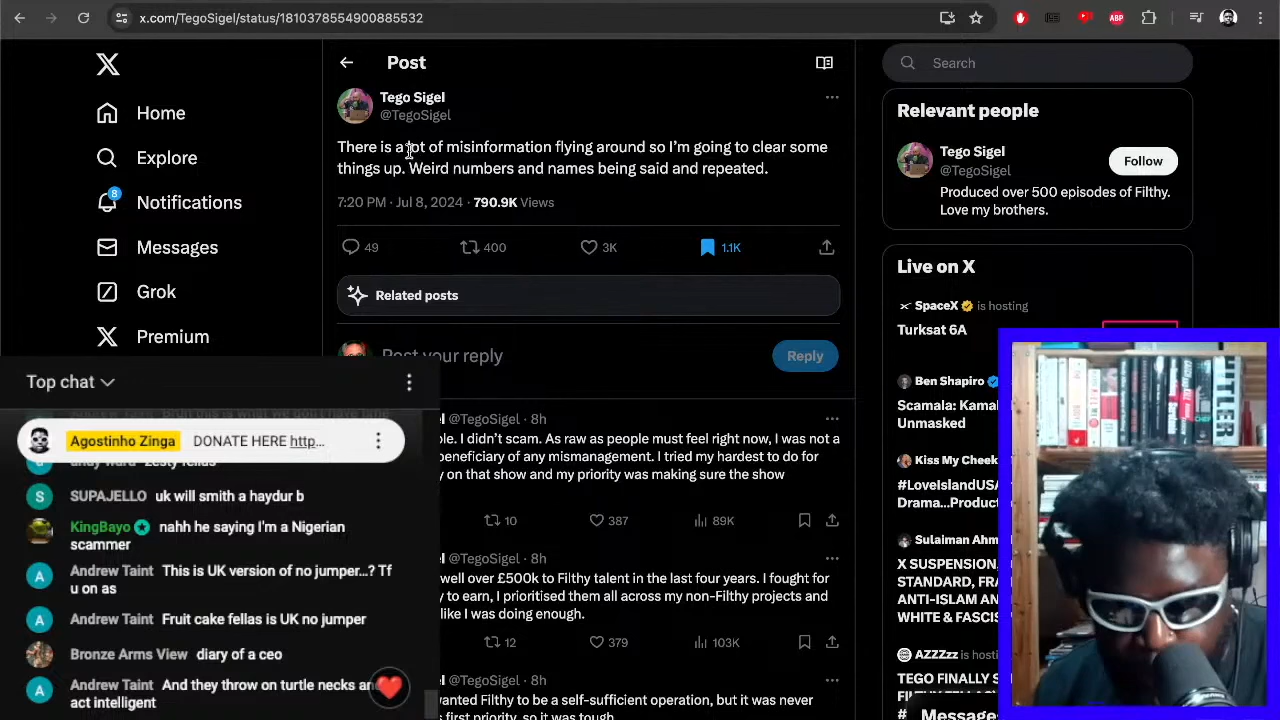 x.com/TegoSigel/status/1810378554900885532
ABP
Home
Explore
8
Notifications
Messages
Grok
Premium
Post
Tego Sigel
@TegoSigel
There is a lot of misinformation flying around so I'm going to clear some
things up. Weird numbers and names being said and repeated.
7:20 PM · Jul 8, 2024 · 790.9K Views
49
400
3K
1.1K
Related posts
Post your reply
Reply
@TegoSigel · 8h
I didn't scam. As raw as people must feel right now, I was not a
beneficiary of any mismanagement. I tried my hardest to do for
on that show and my priority was making sure the show
10
387
89K
@TegoSigel · 8h
well over £500k to Filthy talent in the last four years. I fought for
to earn, I prioritised them all across my non-Filthy projects and
like I was doing enough.
12
379
103K
@TegoSigel · 8h
wanted Filthy to be a self-sufficient operation, but it was never
first priority, so it was tough.
Search
Relevant people
Tego Sigel
@TegoSigel
Follow
Produced over 500 episodes of Filthy.
Love my brothers.
Live on X
SpaceX is hosting
Turksat 6A
Ben Shapiro
Scamala: Kama
Unmasked
Kiss My Cheek
#LoveIslandUSA
Drama...Product
Sulaiman Ahm
X SUSPENSION,
STANDARD, FRA
ANTI-ISLAM AN
WHITE & FASCIS
AZZZz is hosti
TEGO FINALLY S
Messages
Top chat
Agostinho Zinga DONATE HERE http...
andy ward zesty fellas
SUPAJELLO uk will smith a haydur b
KingBayo nahh he saying I'm a Nigerian
scammer
Andrew Taint This is UK version of no jumper...? Tf
u on as
Andrew Taint Fruit cake fellas is UK no jumper
Bronze Arms View diary of a ceo
Andrew Taint And they throw on turtle necks an
act intelligent